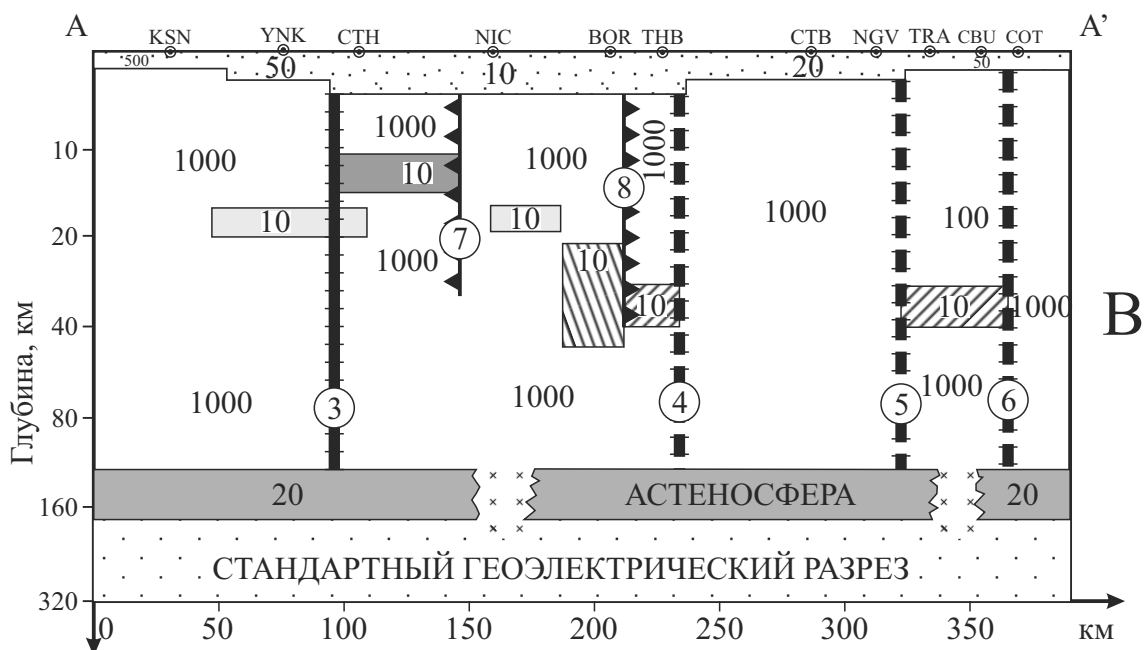 A A’
KSN YNK CTH NIC BOR THB CTB NGV TRA CBU COT
500 50 10 20 50
1000 1000 1000 1000
10
10
8
1000 1000 100
10 10
20
7
1000
10
10 10 1000
40
B
Глубина, км
1000 1000 1000
3 4 5 6
80
20 АСТЕНОСФЕРА 20
160
СТАНДАРТНЫЙ ГЕОЭЛЕКТРИЧЕСКИЙ РАЗРЕЗ
320
0 50 100 150 200 250 300 350 км